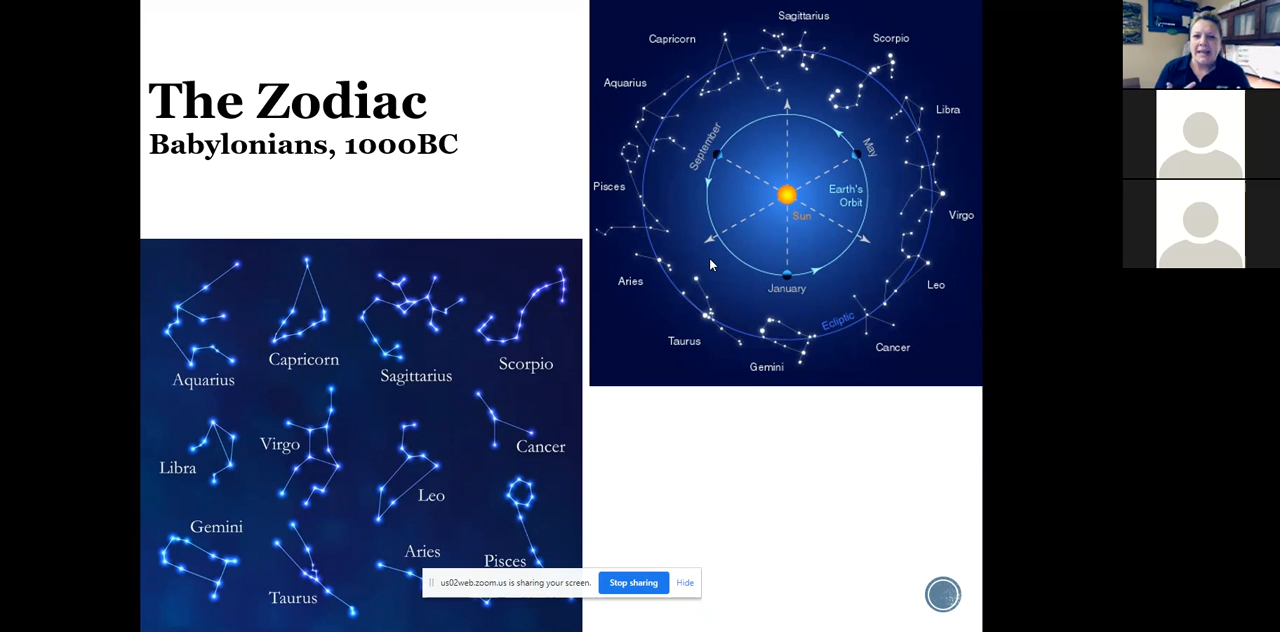 The Zodiac
Babylonians, 1000BC
Sagittarius
Capricorn
Scorpio
Aquarius
Libra
September
May
Pisces
Earth's
Orbit
Sun
Virgo
Aries
January
Leo
Ecliptic
Taurus
Cancer
Gemini
Aquarius
Capricorn
Sagittarius
Scorpio
Libra
Virgo
Leo
Cancer
Gemini
Taurus
Aries
Pisces
us02web.zoom.us is sharing your screen.
Stop sharing
Hide